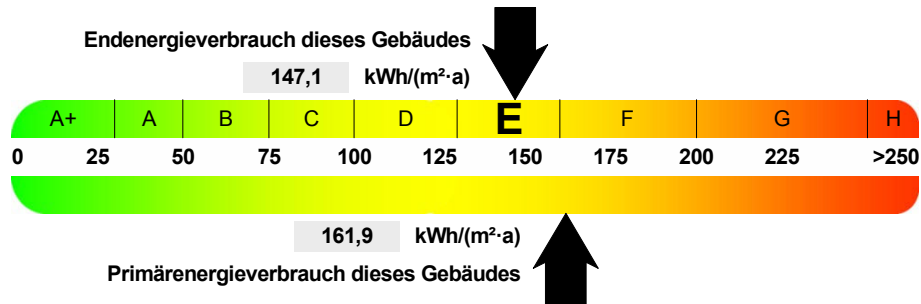 Endenergieverbrauch dieses Gebäudes
147,1 kWh/(m²·a)
A+ A B C D E F G H
0 25 50 75 100 125 150 175 200 225 >250
161,9 kWh/(m²·a)
Primärenergieverbrauch dieses Gebäudes